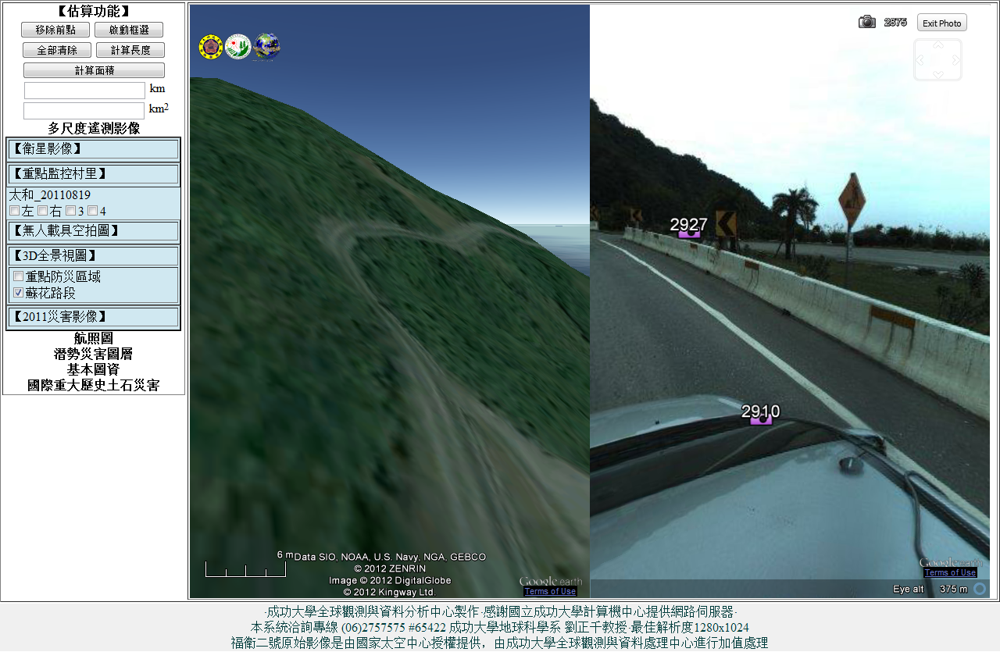 【估算功能】
移除前點 啟動框選
全部清除 計算長度
計算面積
km
km2
多尺度遙測影像
【衛星影像】
【重點監控村里】
太和_20110819
左 右 3 4
【無人載具空拍圖】
【3D全景視圖】
重點防災區域
蘇花路段
【2011災害影像】
航照圖
潛勢災害圖層
基本圖資
國際重大歷史土石災害
6 m
Data SIO, NOAA, U.S. Navy, NGA, GEBCO
© 2012 ZENRIN
Image © 2012 DigitalGlobe
© 2012 Kingway Ltd.
Google earth
Terms of Use
2875 Exit Photo
2927
2910
Google earth
Terms of Use
Eye alt 375 m
·成功大學全球觀測與資料分析中心製作·感謝國立成功大學計算機中心提供網路伺服器·
本系統洽詢專線 (06)2757575 #65422 成功大學地球科學系 劉正千教授·最佳解析度1280x1024
福衛二號原始影像是由國家太空中心授權提供，由成功大學全球觀測與資料處理中心進行加值處理